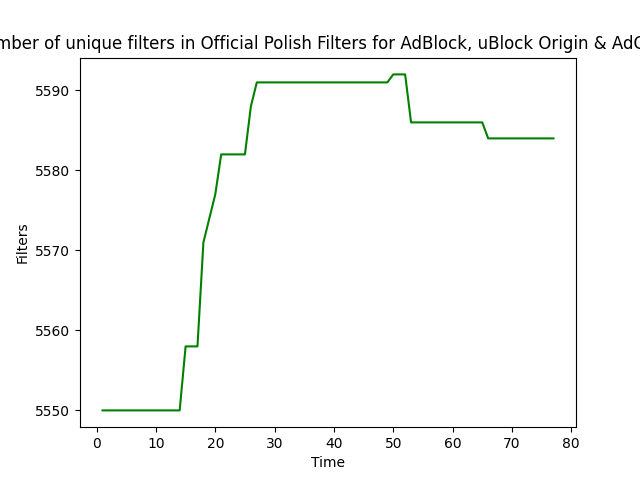 mber of unique filters in Official Polish Filters for AdBlock, uBlock Origin & AdG
5590
5580
5570
5560
5550
Filters
0 10 20 30 40 50 60 70 80
Time